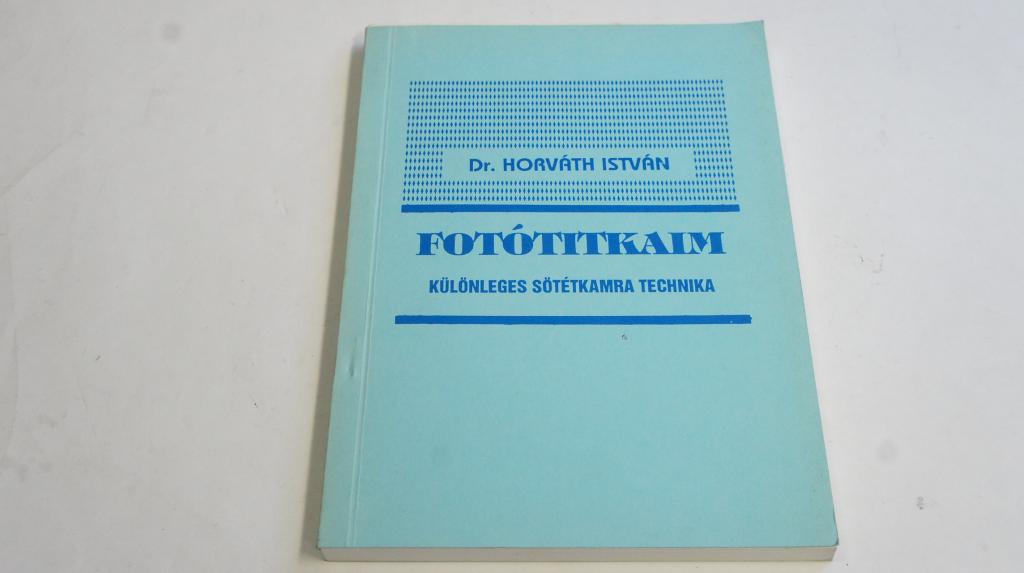 Dr. HORVÁTH ISTVÁN
FOTÓTITKAIM
KÜLÖNLEGES SÖTÉTKAMRA TECHNIKA